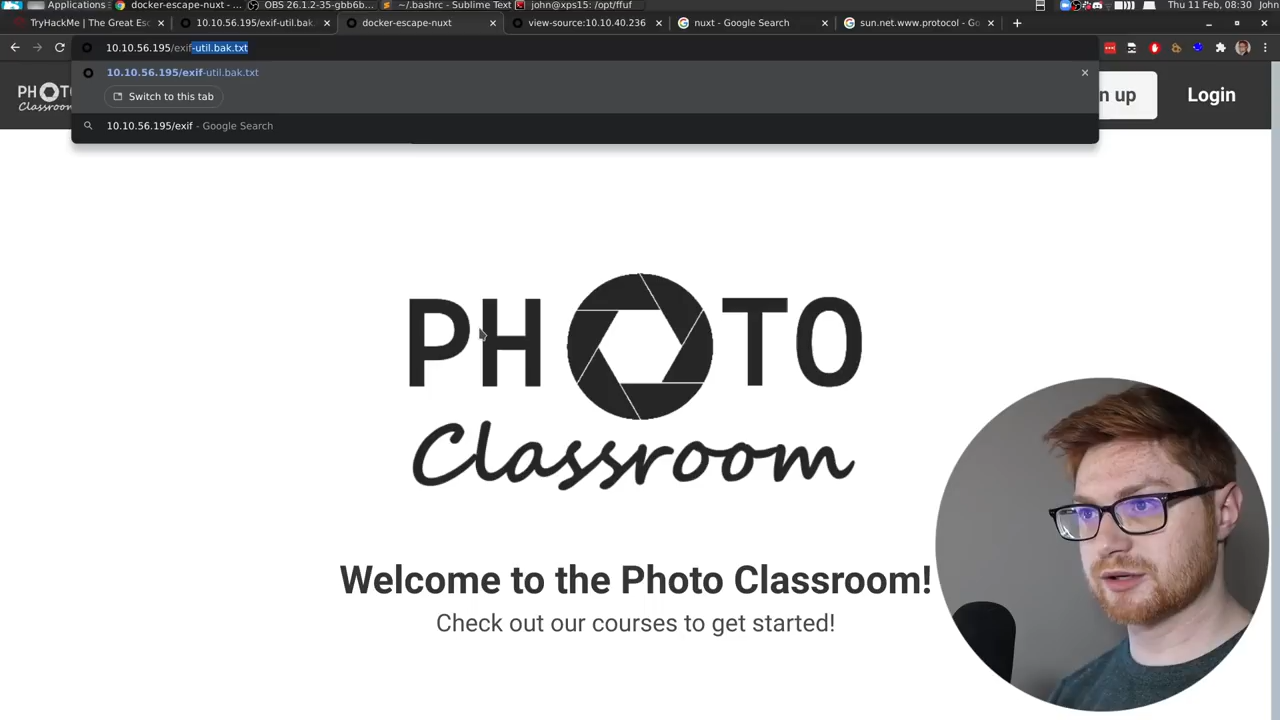 Applications
docker-escape-nuxt - ...
OBS 26.1.2-35-gbb6b...
~/.bashrc - Sublime Text ...
john@xps15: /opt/ffuf
Thu 11 Feb, 08:30 John
TryHackMe | The Great Esc
10.10.56.195/exif-util.bak.
docker-escape-nuxt
view-source:10.10.40.236
nuxt - Google Search
sun.net.www.protocol - Go
10.10.56.195/exif-util.bak.txt
10.10.56.195/exif-util.bak.txt
Switch to this tab
10.10.56.195/exif - Google Search
PH
Classroom
n up
Login
PHOTO
Classroom
Welcome to the Photo Classroom!
Check out our courses to get started!